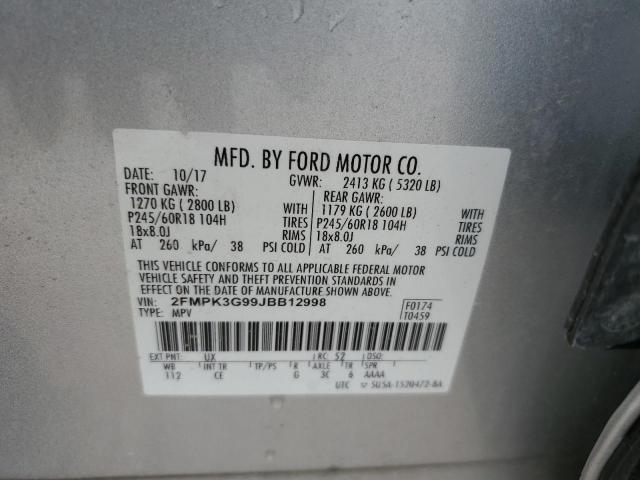 MFD. BY FORD MOTOR CO.
DATE: 10/17 GVWR: 2413 KG ( 5320 LB)
FRONT GAWR: REAR GAWR:
1270 KG ( 2800 LB) WITH 1179 KG ( 2600 LB) WITH
P245/60R18 104H TIRES P245/60R18 104H TIRES
18x8.0J RIMS 18x8.0J RIMS
AT 260 kPa/ 38 PSI COLD AT 260 kPa/ 38 PSI COLD
THIS VEHICLE CONFORMS TO ALL APPLICABLE FEDERAL MOTOR
VEHICLE SAFETY AND THEFT PREVENTION STANDARDS IN
EFFECT ON THE DATE OF MANUFACTURE SHOWN ABOVE.
VIN: 2FMPK3G99JBB12998 F0174
TYPE: MPV T0459
EXT PNT: UX RC: 52 DSO:
WB INT TR TP/PS R AXLE TR SPR
112 CE G 3C 6 AAAA
UTC